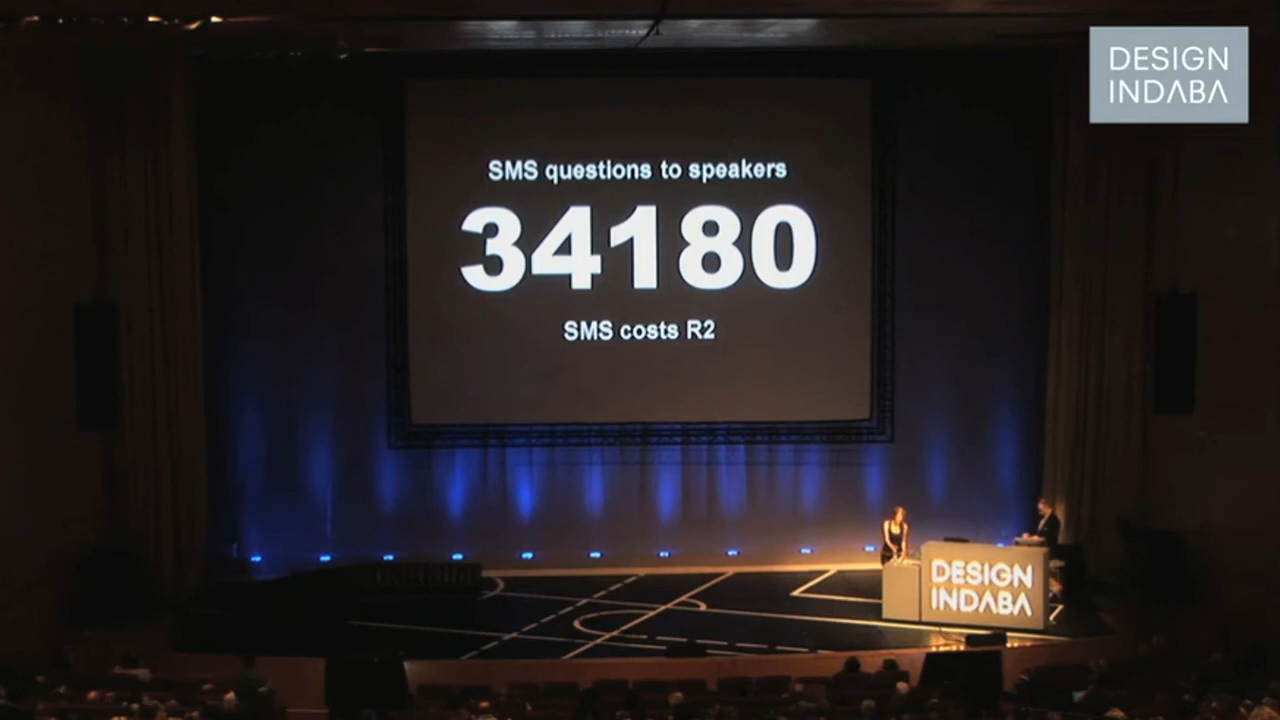 DESIGN
INDABA
SMS questions to speakers
34180
SMS costs R2
DESIGN
INDABA